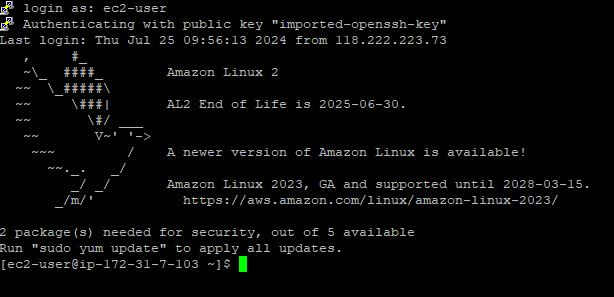 login as: ec2-user
Authenticating with public key "imported-openssh-key"
Last login: Thu Jul 25 09:56:13 2024 from 118.222.223.73
   ,     #_
   ~\_  ####_        Amazon Linux 2
  ~~  \_#####\
  ~~     \###|       AL2 End of Life is 2025-06-30.
  ~~       \#/ ___
   ~~       V~' '->
    ~~~         /    A newer version of Amazon Linux is available!
      ~~._.   _/
         _/ _/       Amazon Linux 2023, GA and supported until 2028-03-15.
       _/m/'           https://aws.amazon.com/linux/amazon-linux-2023/
2 package(s) needed for security, out of 5 available
Run "sudo yum update" to apply all updates.
[ec2-user@ip-172-31-7-103 ~]$